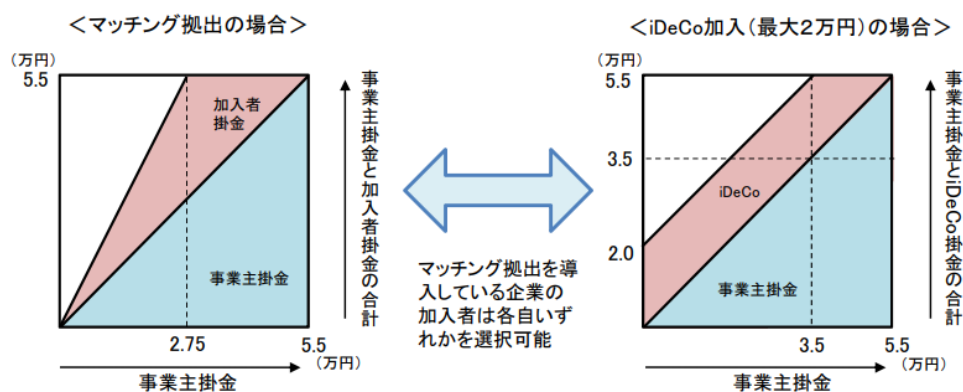 ＜マッチング拠出の場合＞
(万円)
5.5
加入者
掛金
事業主掛金
2.75
5.5
(万円)
事業主掛金
事業主掛金と加入者掛金の合計
マッチング拠出を導
入している企業の
加入者は各自いず
れかを選択可能
＜iDeCo加入（最大２万円）の場合＞
(万円)
5.5
3.5
2.0
iDeCo
事業主掛金
3.5
5.5
(万円)
事業主掛金
事業主掛金とiDeCo掛金の合計